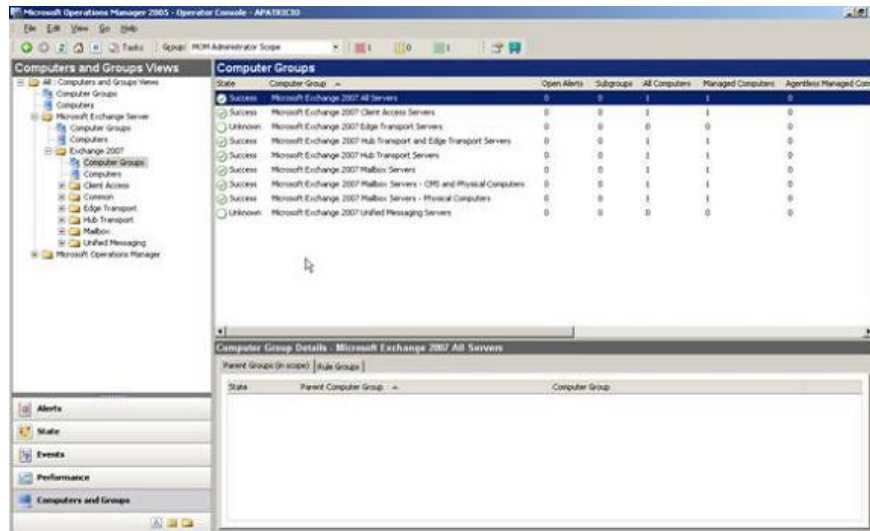 Microsoft Operations Manager 2005 - Operator Console - APATRICIO
File Edit View Go Help
Tasks Group: MOM Administrator Scope 1 0 1
Computers and Groups Views
All: Computers and Groups Views
Computer Groups
Computers
Microsoft Exchange Server
Computer Groups
Computers
Exchange 2007
Computer Groups
Computers
Client Access
Common
Edge Transport
Hub Transport
Mailbox
Unified Messaging
Microsoft Operations Manager
Alerts
State
Events
Performance
Computers and Groups
Computer Groups
State Computer Group Open Alerts Subgroups All Computers Managed Computers Agentless Managed Com
Success Microsoft Exchange 2007 All Servers 0 0 1 1 0
Success Microsoft Exchange 2007 Client Access Servers 0 0 1 1 0
Unknown Microsoft Exchange 2007 Edge Transport Servers 0 0 0 0 0
Success Microsoft Exchange 2007 Hub Transport and Edge Transport Servers 0 0 1 1 0
Success Microsoft Exchange 2007 Hub Transport Servers 0 0 1 1 0
Success Microsoft Exchange 2007 Mailbox Servers 0 0 1 1 0
Success Microsoft Exchange 2007 Mailbox Servers - CMS and Physical Computers 0 0 1 1 0
Success Microsoft Exchange 2007 Mailbox Servers - Physical Computers 0 0 1 1 0
Unknown Microsoft Exchange 2007 Unified Messaging Servers 0 0 0 0 0
Computer Group Details - Microsoft Exchange 2007 All Servers
Parent Groups (in scope) Rule Groups
State Parent Computer Group Computer Group